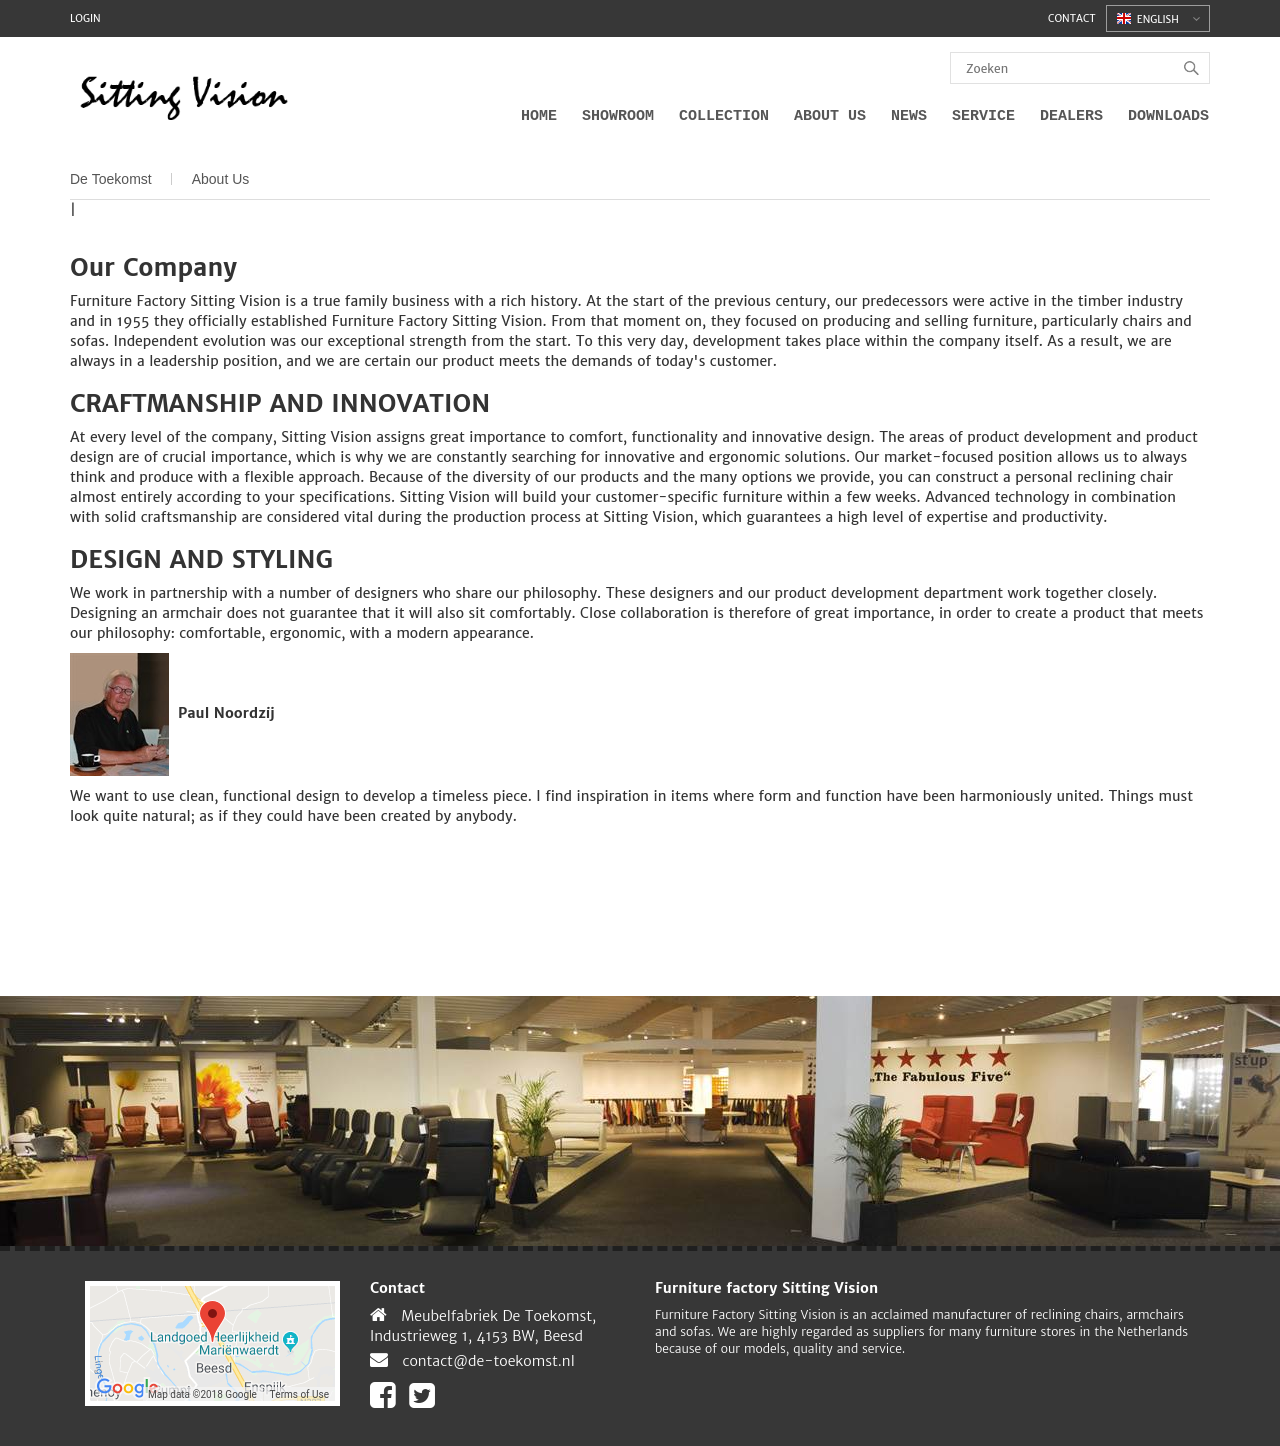 LOGIN
CONTACT
ENGLISH
Zoeken
Sitting Vision
HOME SHOWROOM COLLECTION ABOUT US NEWS SERVICE DEALERS DOWNLOADS
De Toekomst
About Us
|
Our Company
Furniture Factory Sitting Vision is a true family business with a rich history. At the start of the previous century, our predecessors were active in the timber industry
and in 1955 they officially established Furniture Factory Sitting Vision. From that moment on, they focused on producing and selling furniture, particularly chairs and
sofas. Independent evolution was our exceptional strength from the start. To this very day, development takes place within the company itself. As a result, we are
always in a leadership position, and we are certain our product meets the demands of today's customer.
CRAFTMANSHIP AND INNOVATION
At every level of the company, Sitting Vision assigns great importance to comfort, functionality and innovative design. The areas of product development and product
design are of crucial importance, which is why we are constantly searching for innovative and ergonomic solutions. Our market-focused position allows us to always
think and produce with a flexible approach. Because of the diversity of our products and the many options we provide, you can construct a personal reclining chair
almost entirely according to your specifications. Sitting Vision will build your customer-specific furniture within a few weeks. Advanced technology in combination
with solid craftsmanship are considered vital during the production process at Sitting Vision, which guarantees a high level of expertise and productivity.
DESIGN AND STYLING
We work in partnership with a number of designers who share our philosophy. These designers and our product development department work together closely.
Designing an armchair does not guarantee that it will also sit comfortably. Close collaboration is therefore of great importance, in order to create a product that meets
our philosophy: comfortable, ergonomic, with a modern appearance.
Paul Noordzij
We want to use clean, functional design to develop a timeless piece. I find inspiration in items where form and function have been harmoniously united. Things must
look quite natural; as if they could have been created by anybody.
„The Fabulous Five“
st'up
Landgoed Heerlijkheid
Mariënwaerdt
Beesd
Linge
Enspijk
Google
Map data ©2018 Google
Terms of Use
Contact
Meubelfabriek De Toekomst,
Industrieweg 1, 4153 BW, Beesd
contact@de-toekomst.nl
Furniture factory Sitting Vision
Furniture Factory Sitting Vision is an acclaimed manufacturer of reclining chairs, armchairs
and sofas. We are highly regarded as suppliers for many furniture stores in the Netherlands
because of our models, quality and service.